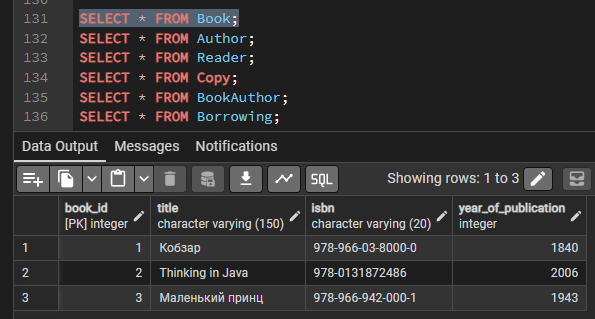 130
131 SELECT * FROM Book;
132 SELECT * FROM Author;
133 SELECT * FROM Reader;
134 SELECT * FROM Copy;
135 SELECT * FROM BookAuthor;
136 SELECT * FROM Borrowing;
Data Output Messages Notifications
SQL Showing rows: 1 to 3
book_id title isbn year_of_publication
[PK] integer character varying (150) character varying (20) integer
1 1 Кобзар 978-966-03-8000-0 1840
2 2 Thinking in Java 978-0131872486 2006
3 3 Маленький принц 978-966-942-000-1 1943